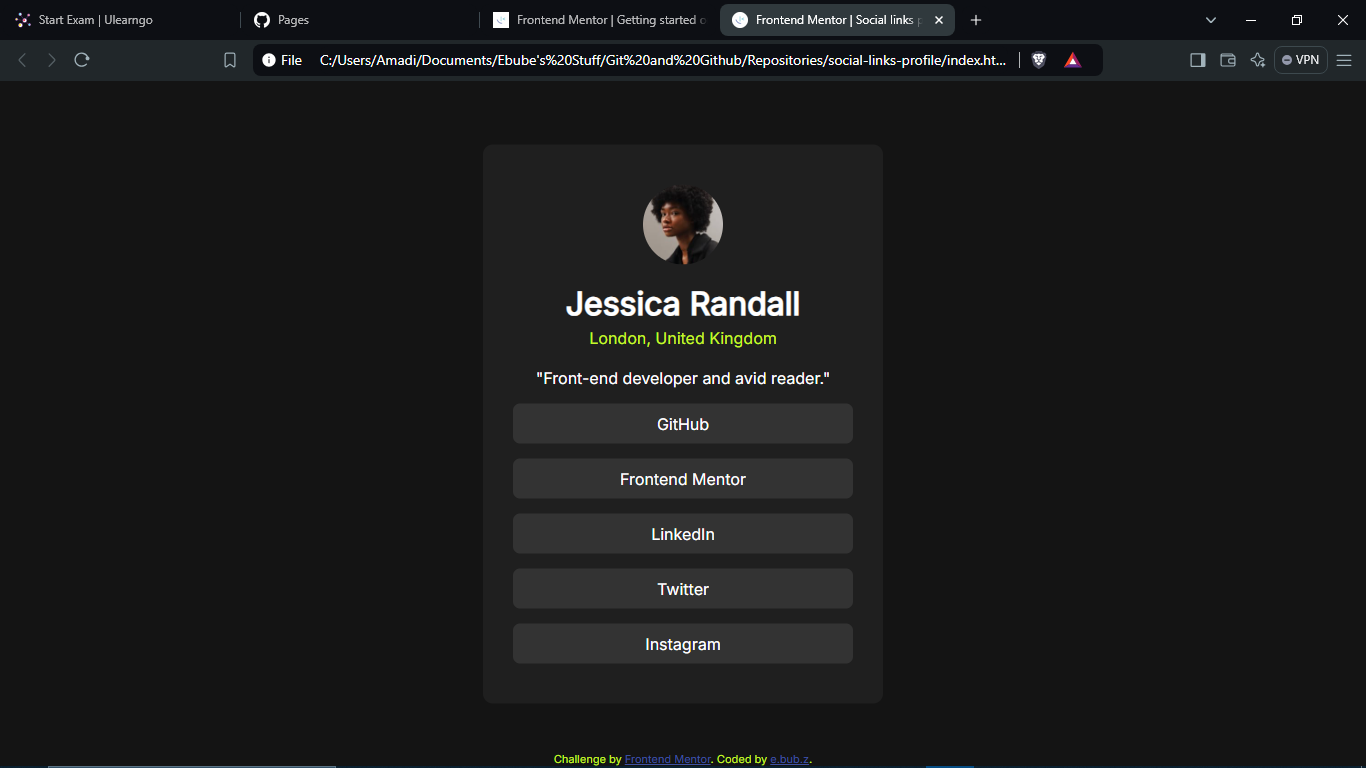 Start Exam | Ulearngo
Pages
Frontend Mentor | Getting started
Frontend Mentor | Social links
File C:/Users/Amadi/Documents/Ebube's%20Stuff/Git%20and%20Github/Repositories/social-links-profile/index.ht...
VPN
Jessica Randall
London, United Kingdom
"Front-end developer and avid reader."
GitHub
Frontend Mentor
LinkedIn
Twitter
Instagram
Challenge by Frontend Mentor. Coded by e.bub.z.